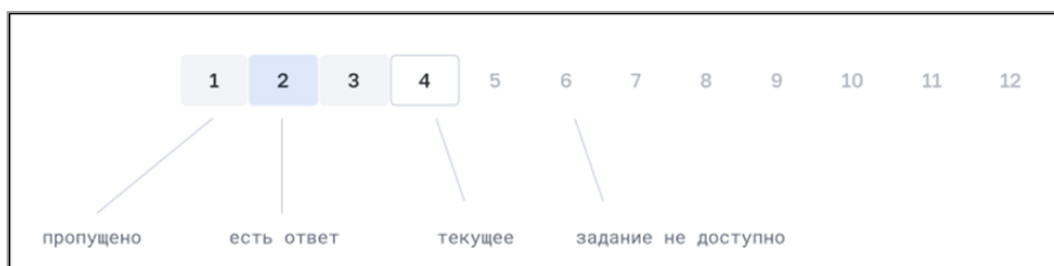 1 2 3 4 5 6 7 8 9 10 11 12
пропущено есть ответ текущее задание не доступно